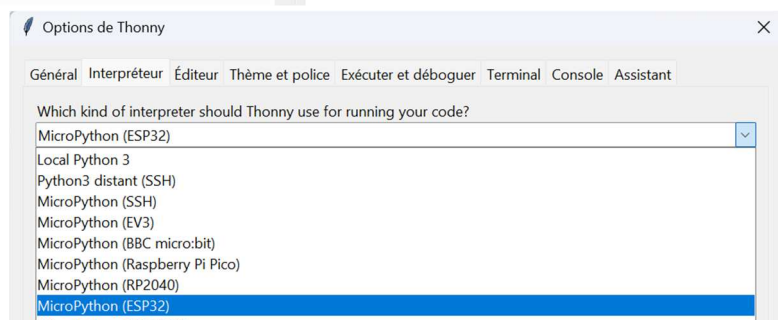 Options de Thonny
Général Interpréteur Éditeur Thème et police Exécuter et déboguer Terminal Console Assistant
Which kind of interpreter should Thonny use for running your code?
MicroPython (ESP32)
Local Python 3
Python3 distant (SSH)
MicroPython (SSH)
MicroPython (EV3)
MicroPython (BBC micro:bit)
MicroPython (Raspberry Pi Pico)
MicroPython (RP2040)
MicroPython (ESP32)